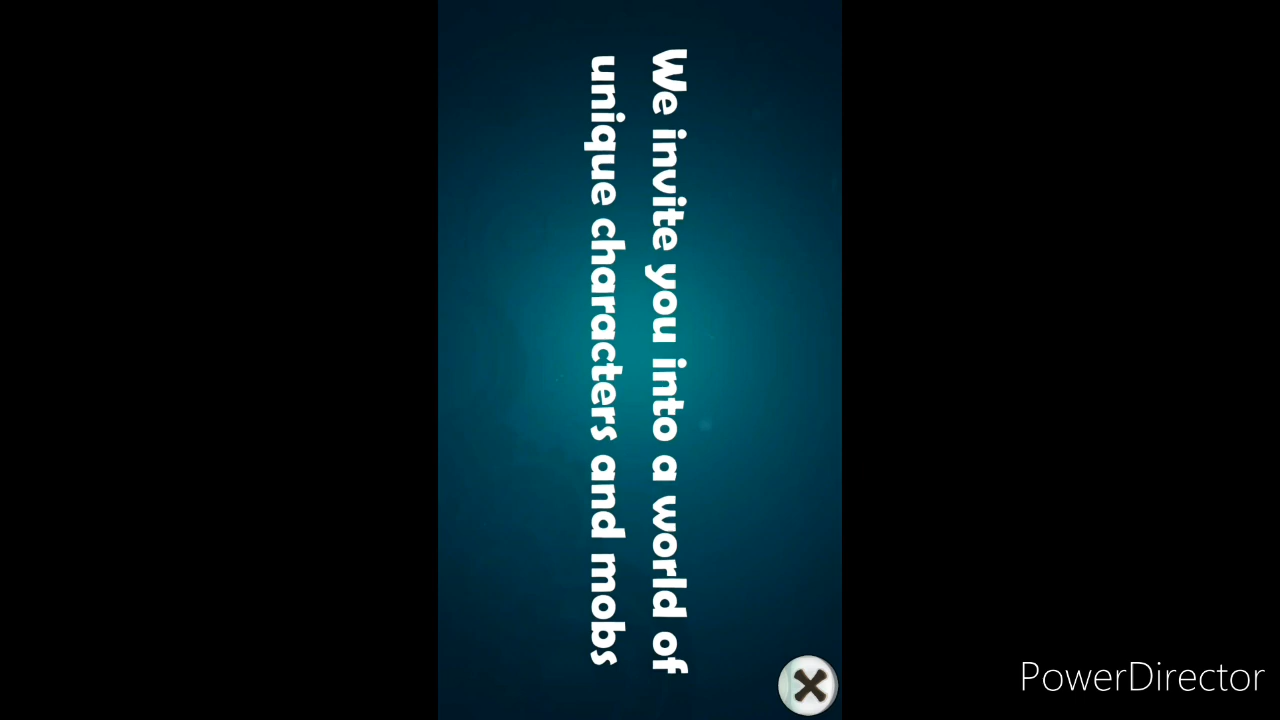 We invite you into a world of
unique characters and mobs
PowerDirector